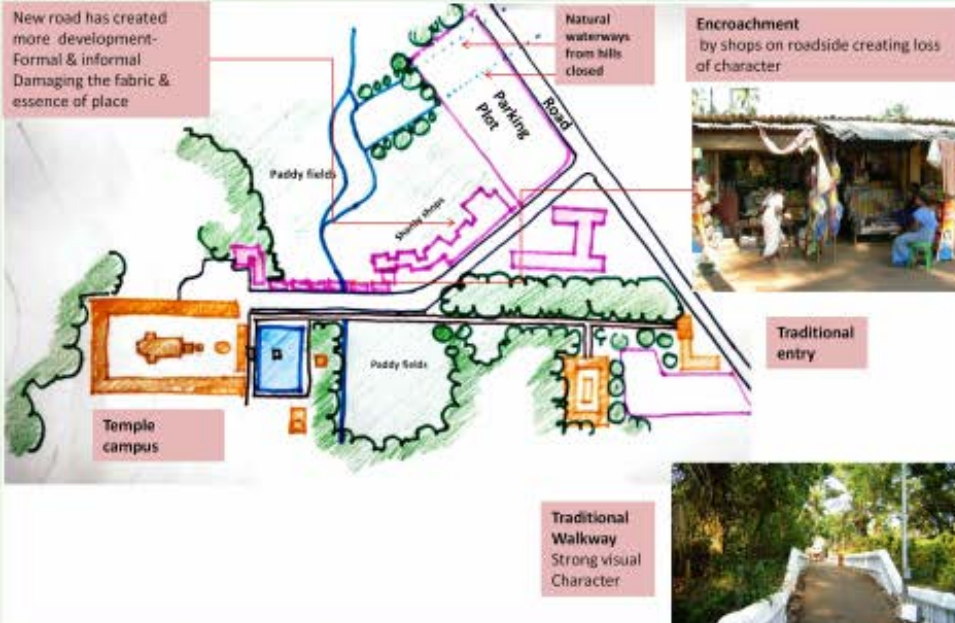 New road has created
more development-
Formal & informal
Damaging the fabric &
essence of place
Natural
waterways
from hills
closed
Encroachment
by shops on roadside creating loss
of character
Road
Parking
Plot
Paddy fields
Shanty shops
Paddy fields
Traditional
entry
Temple
campus
Traditional
Walkway
Strong visual
Character